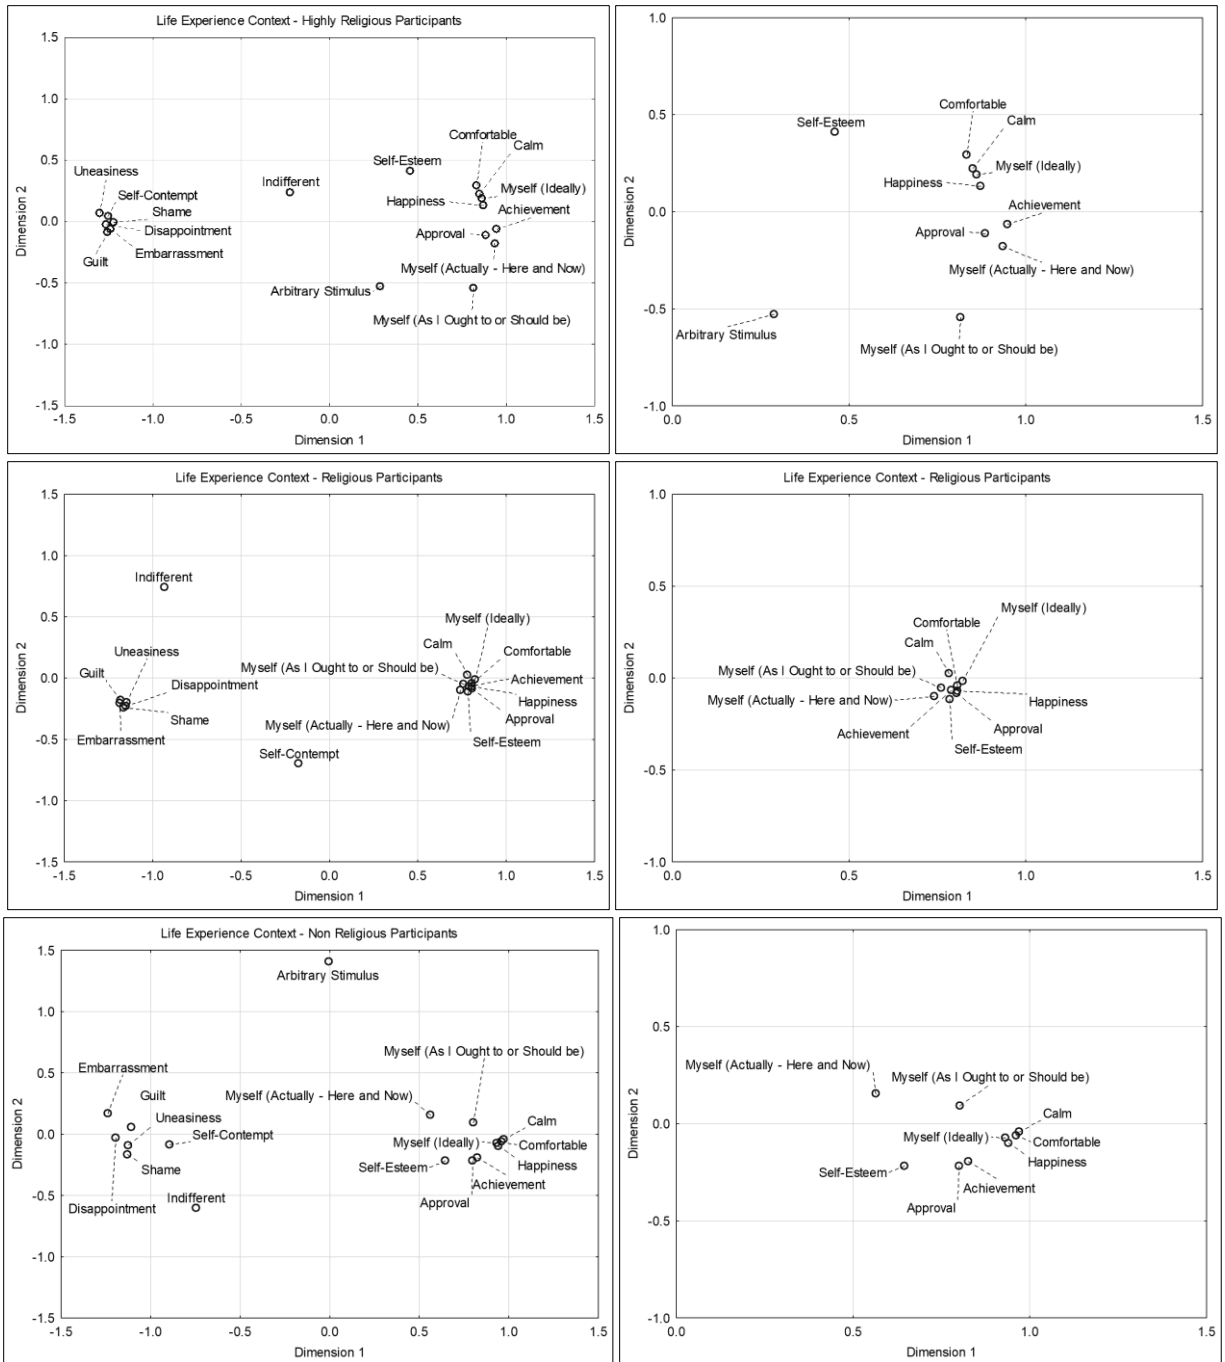 Life Experience Context - Highly Religious Participants
1.5
1.0
0.5
0.0
-0.5
-1.0
-1.5
Dimension 2
Uneasiness
Self-Contempt
Shame
Disappointment
Embarrassment
Guilt
Indifferent
Self-Esteem
Comfortable
Calm
Myself (Ideally)
Happiness
Achievement
Approval
Myself (Actually - Here and Now)
Arbitrary Stimulus
Myself (As I Ought to or Should be)
-1.5 -1.0 -0.5 0.0 0.5 1.0 1.5
Dimension 1
1.0
0.5
0.0
-0.5
-1.0
Dimension 2
Comfortable
Self-Esteem
Calm
Myself (Ideally)
Happiness
Achievement
Approval
Myself (Actually - Here and Now)
Arbitrary Stimulus
Myself (As I Ought to or Should be)
0.0 0.5 1.0 1.5
Dimension 1
Life Experience Context - Religious Participants
1.5
1.0
0.5
0.0
-0.5
-1.0
-1.5
Dimension 2
Indifferent
Uneasiness
Guilt
Disappointment
Shame
Embarrassment
Myself (Ideally)
Calm
Comfortable
Myself (As I Ought to or Should be)
Achievement
Happiness
Myself (Actually - Here and Now)
Approval
Self-Esteem
Self-Contempt
-1.5 -1.0 -0.5 0.0 0.5 1.0 1.5
Dimension 1
Life Experience Context - Religious Participants
1.0
0.5
0.0
-0.5
-1.0
Dimension 2
Myself (Ideally)
Comfortable
Calm
Myself (As I Ought to or Should be)
Myself (Actually - Here and Now)
Happiness
Achievement
Approval
Self-Esteem
0.0 0.5 1.0 1.5
Dimension 1
Life Experience Context - Non Religious Participants
1.5
1.0
0.5
0.0
-0.5
-1.0
-1.5
Dimension 2
Arbitrary Stimulus
Embarrassment
Guilt
Uneasiness
Self-Contempt
Shame
Disappointment
Indifferent
Myself (As I Ought to or Should be)
Myself (Actually - Here and Now)
Calm
Myself (Ideally)
Comfortable
Self-Esteem
Happiness
Achievement
Approval
-1.5 -1.0 -0.5 0.0 0.5 1.0 1.5
Dimension 1
1.0
0.5
0.0
-0.5
-1.0
Dimension 2
Myself (Actually - Here and Now)
Myself (As I Ought to or Should be)
Calm
Myself (Ideally)
Comfortable
Happiness
Self-Esteem
Achievement
Approval
0.0 0.5 1.0 1.5
Dimension 1